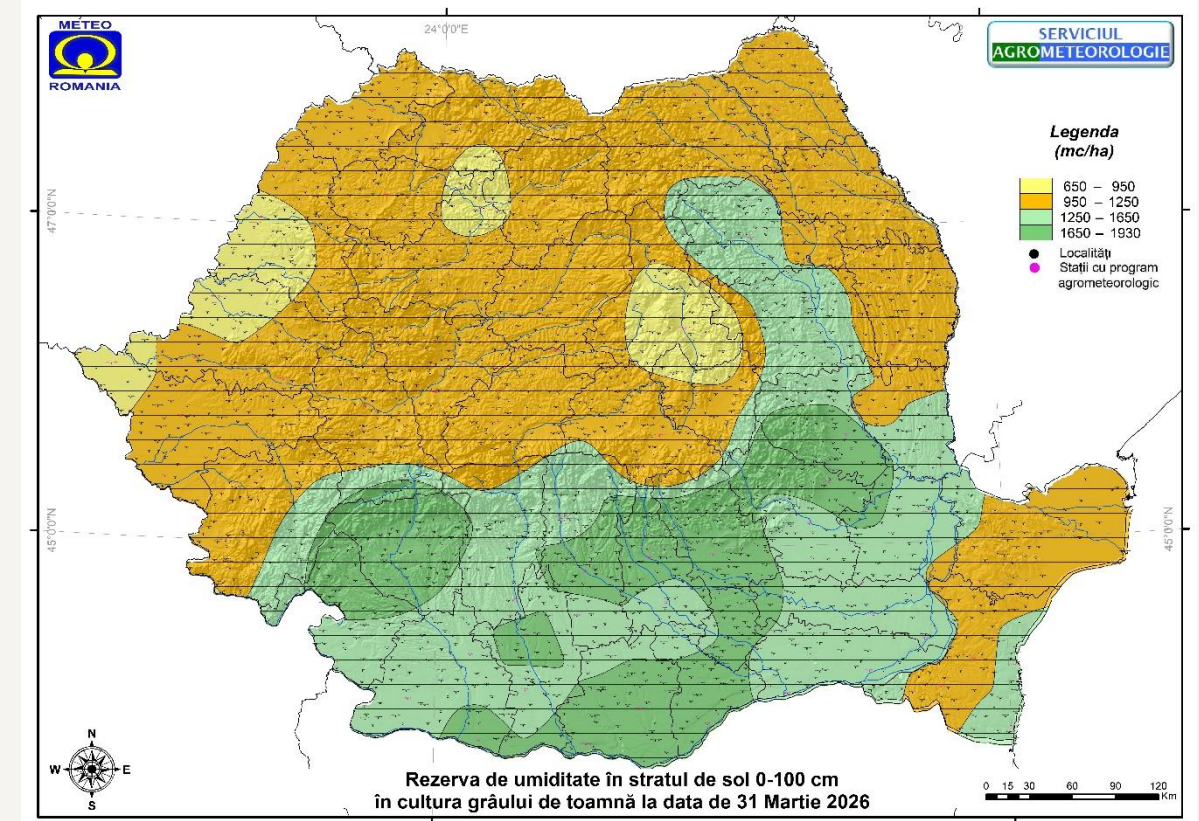 METEO
ROMANIA
24°0'0"E
SERVICIUL
AGROMETEOROLOGIE
Legenda
(mc/ha)
650 – 950
950 – 1250
1250 – 1650
1650 – 1930
Localități
Stații cu program
agrometeorologic
47°0'0"N
45°0'0"N
45°0'0"N
N
W
E
S
Rezerva de umiditate în stratul de sol 0-100 cm
în cultura grâului de toamnă la data de 31 Martie 2026
0 15 30 60 90 120
Km